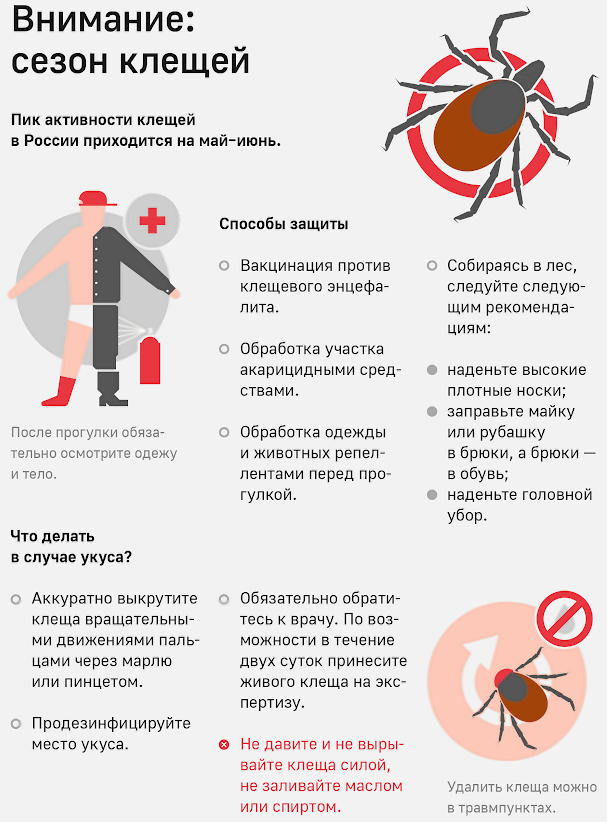 Внимание:
сезон клещей
Пик активности клещей
в России приходится на май–июнь.
После прогулки обяза-
тельно осмотрите одежу
и тело.
Способы защиты
Вакцинация против
клещевого энцефа-
лита.
Обработка участка
акарицидными сред-
ствами.
Обработка одежды
и животных репел-
лентами перед про-
гулкой.
Собираясь в лес,
следуйте следую-
щим рекоменда-
циям:
наденьте высокие
плотные носки;
заправьте майку
или рубашку
в брюки, а брюки —
в обувь;
наденьте головной
убор.
Что делать
в случае укуса?
Аккуратно выкрутите
клеща вращательны-
ми движениями паль-
цами через марлю
или пинцетом.
Продезинфицируйте
место укуса.
Обязательно обрати-
тесь к врачу. По воз-
можности в течение
двух суток принесите
живого клеща на экс-
пертизу.
Не давите и не выры-
вайте клеща силой,
не заливайте маслом
или спиртом.
Удалить клеща можно
в травмпунктах.